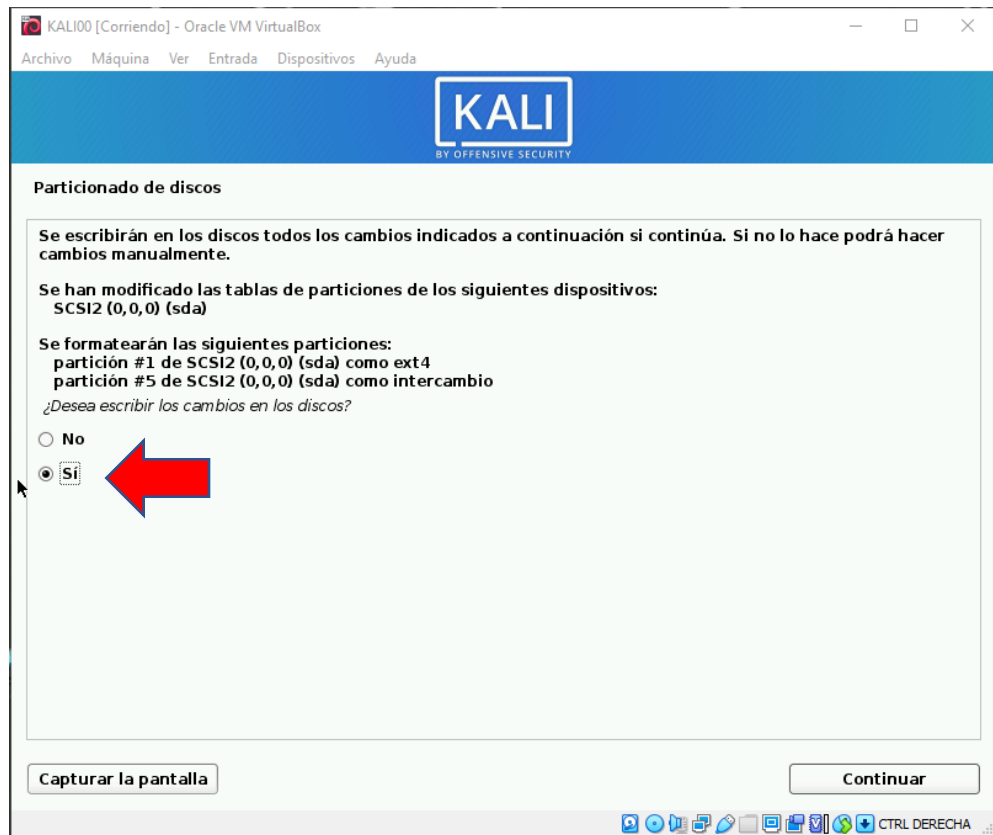 KALI00 [Corriendo] - Oracle VM VirtualBox
Archivo Máquina Ver Entrada Dispositivos Ayuda
KALI
BY OFFENSIVE SECURITY
Particionado de discos
Se escribirán en los discos todos los cambios indicados a continuación si continúa. Si no lo hace podrá hacer
cambios manualmente.
Se han modificado las tablas de particiones de los siguientes dispositivos:
SCSI2 (0,0,0) (sda)
Se formatearán las siguientes particiones:
partición #1 de SCSI2 (0,0,0) (sda) como ext4
partición #5 de SCSI2 (0,0,0) (sda) como intercambio
¿Desea escribir los cambios en los discos?
No
Sí
Capturar la pantalla
Continuar
CTRL DERECHA